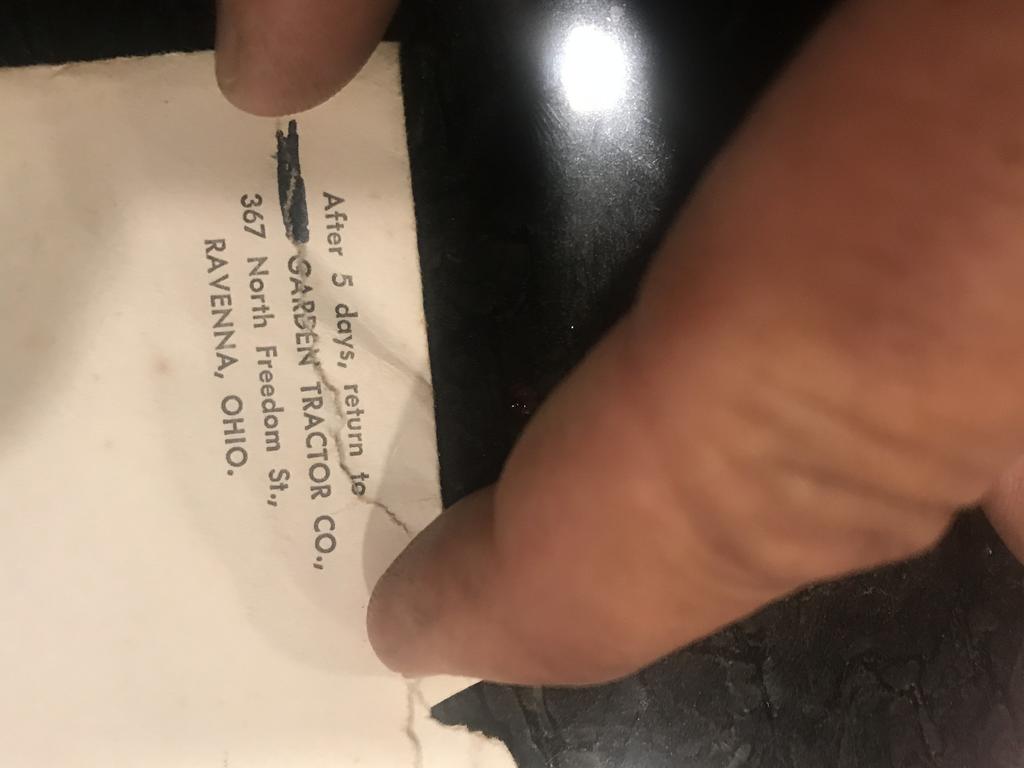 After 5 days, return to
GARDEN TRACTOR CO.,
367 North Freedom St.,
RAVENNA, OHIO.